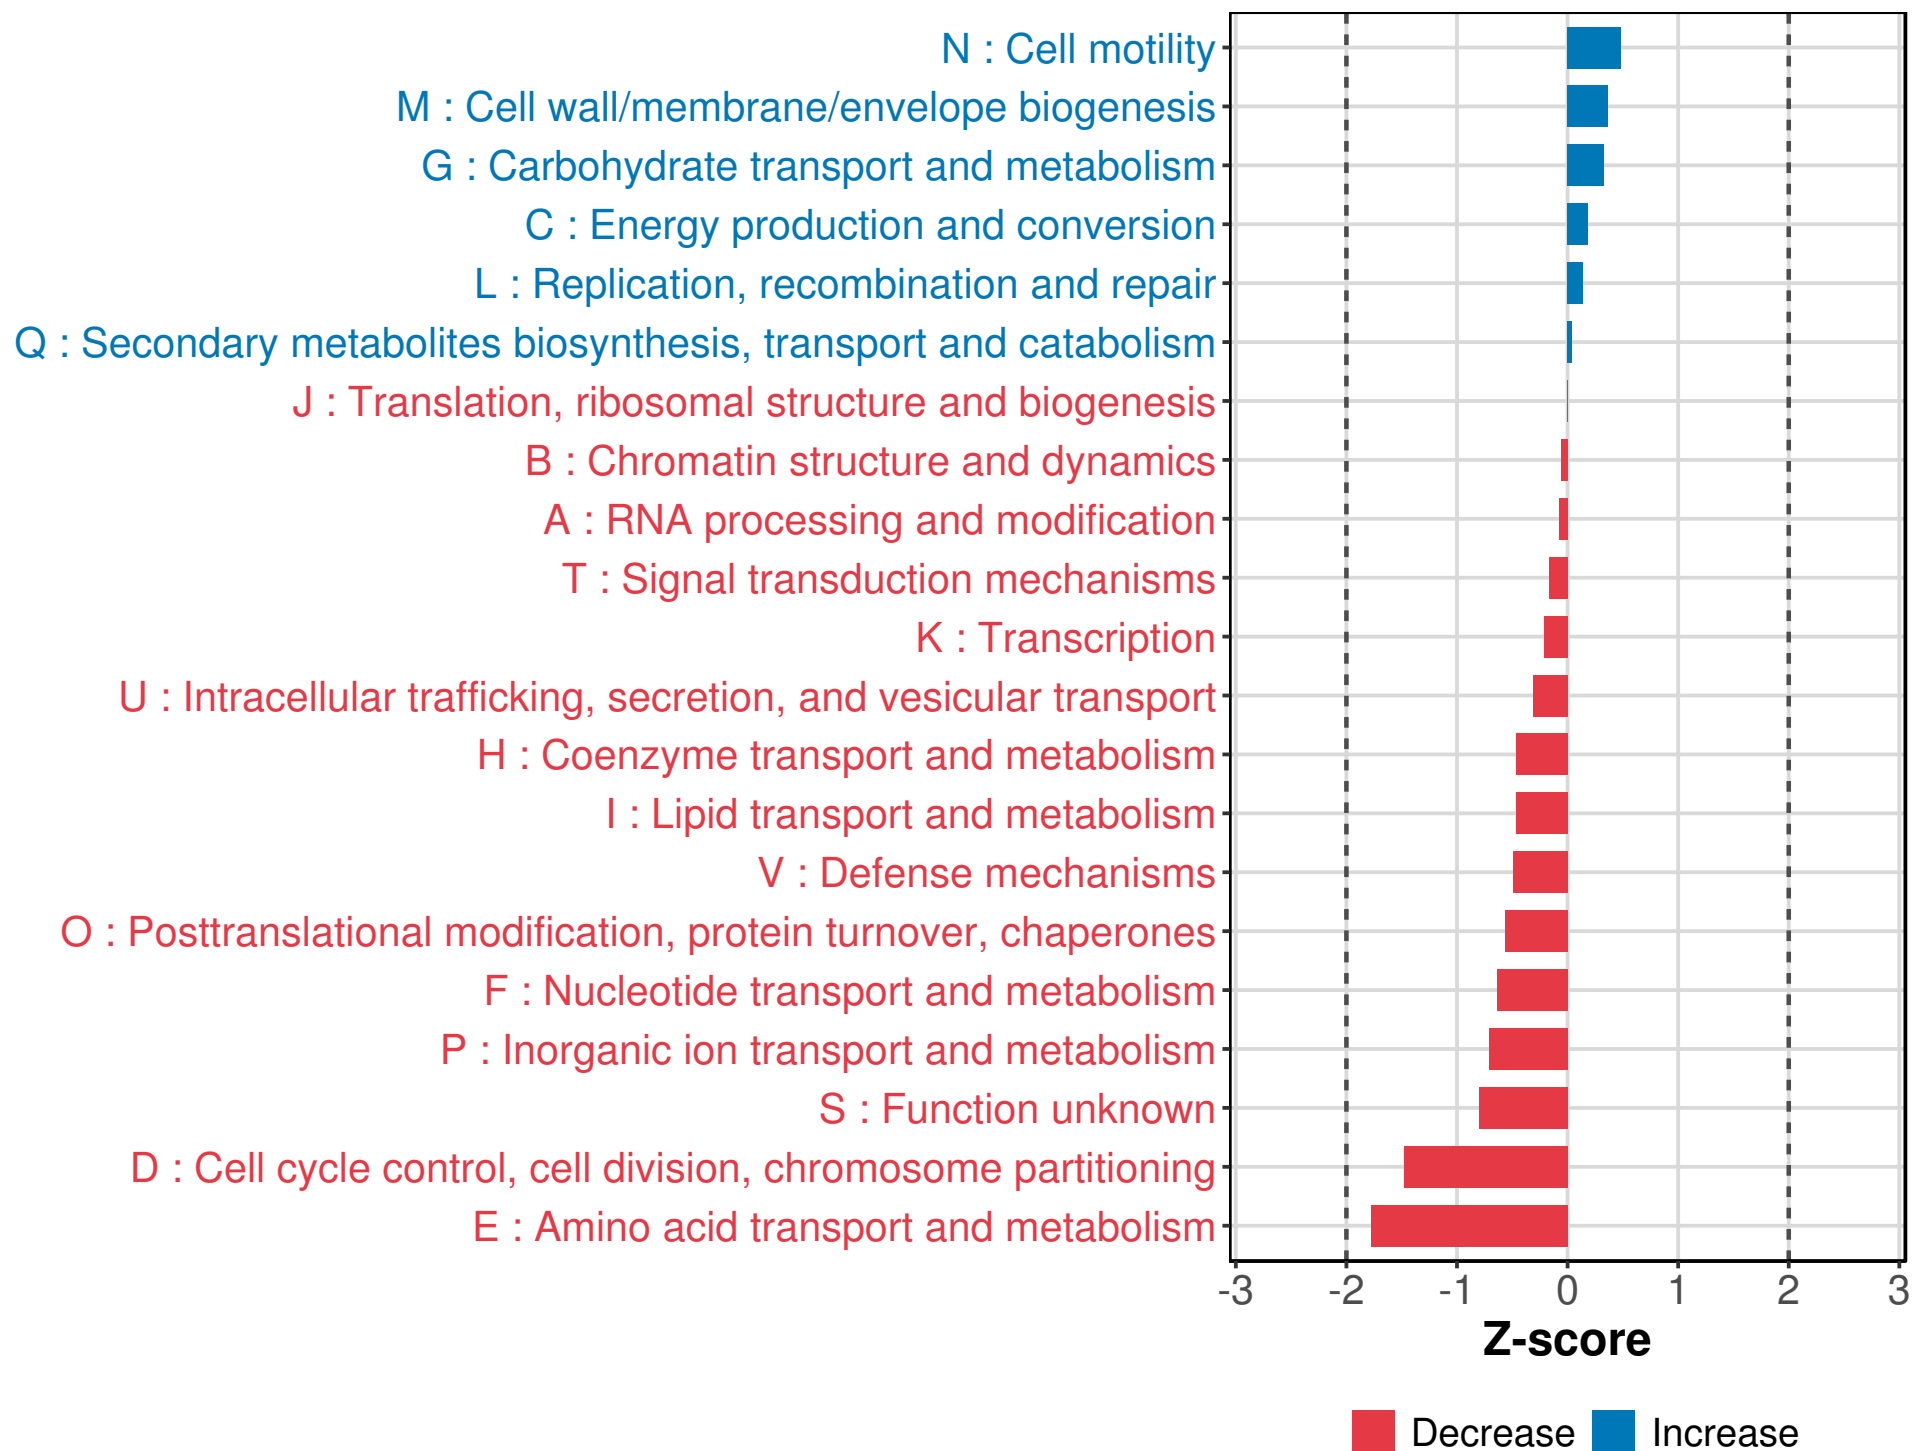 N : Cell motility
M : Cell wall/membrane/envelope biogenesis
G : Carbohydrate transport and metabolism
C : Energy production and conversion
L : Replication, recombination and repair
Q : Secondary metabolites biosynthesis, transport and catabolism
J : Translation, ribosomal structure and biogenesis
B : Chromatin structure and dynamics
A : RNA processing and modification
T : Signal transduction mechanisms
K : Transcription
U : Intracellular trafficking, secretion, and vesicular transport
H : Coenzyme transport and metabolism
I : Lipid transport and metabolism
V : Defense mechanisms
O : Posttranslational modification, protein turnover, chaperones
F : Nucleotide transport and metabolism
P : Inorganic ion transport and metabolism
S : Function unknown
D : Cell cycle control, cell division, chromosome partitioning
E : Amino acid transport and metabolism
-3 -2 -1 0 1 2 3
Z-score
Decrease Increase